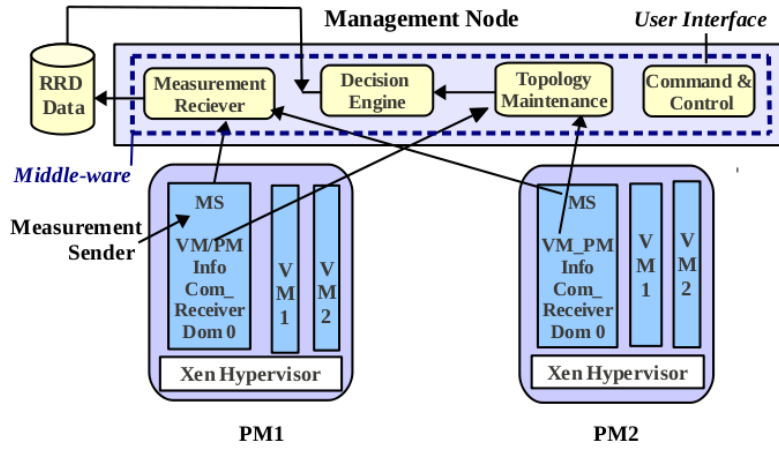 Management Node
User Interface
RRD
Data
Measurement
Reciever
Decision
Engine
Topology
Maintenance
Command &
Control
Middle-ware
Measurement
Sender
MS
VM/PM
Info
Com_
Receiver
Dom 0
V
M
1
V
M
2
Xen Hypervisor
PM1
MS
VM_PM
Info
Com_
Receiver
Dom 0
V
M
1
V
M
2
Xen Hypervisor
PM2